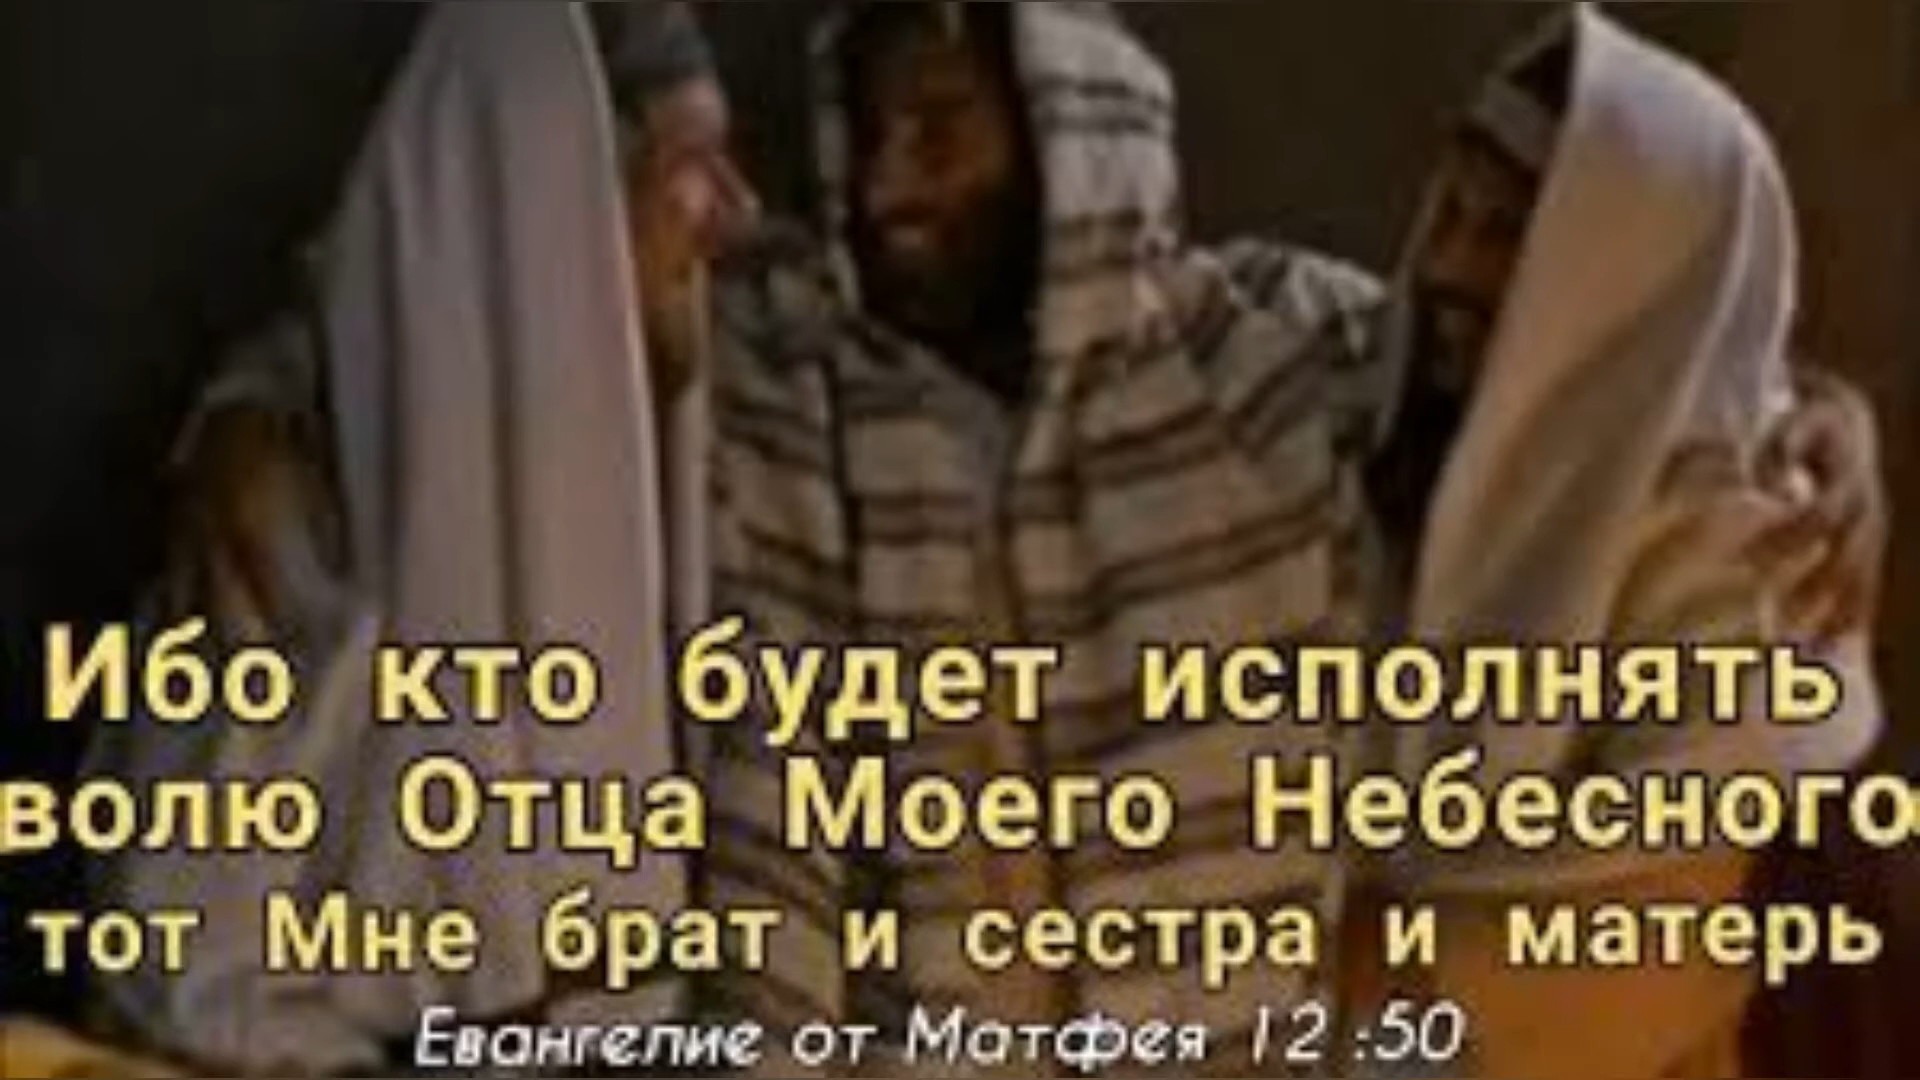 Ибо кто будет исполнять
волю Отца Моего Небесного
тот Мне брат и сестра и матерь
Евангелие от Матфея 12 :50